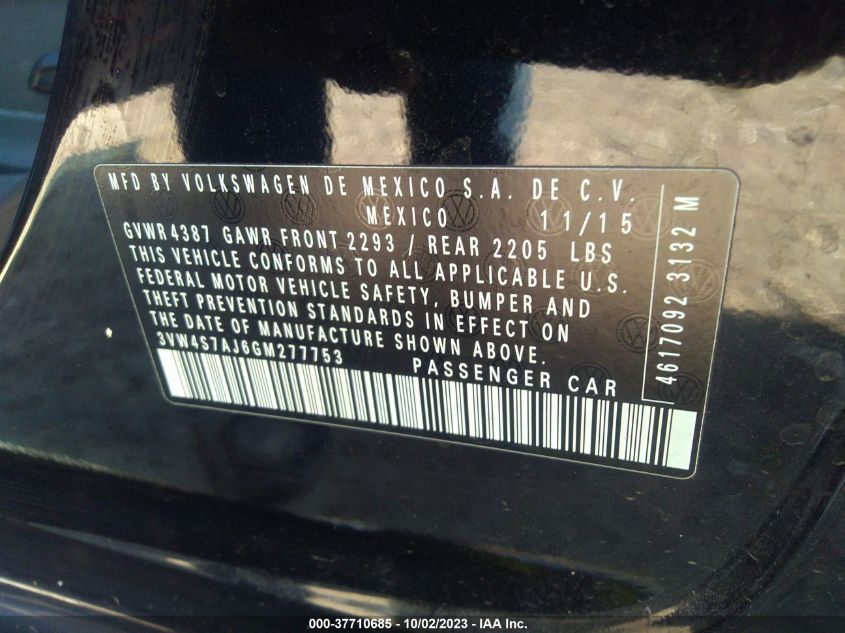 MFD BY VOLKSWAGEN DE MEXICO S.A. DE C.V.
MEXICO 11/15
GVWR 4387 GAWR FRONT 2293 / REAR 2205 LBS
THIS VEHICLE CONFORMS TO ALL APPLICABLE U.S.
FEDERAL MOTOR VEHICLE SAFETY, BUMPER AND
THEFT PREVENTION STANDARDS IN EFFECT ON
THE DATE OF MANUFACTURE SHOWN ABOVE.
3VW4S7AJ6GM277753
PASSENGER CAR
4617092 3132 M
000-37710685 - 10/02/2023 - IAA Inc.